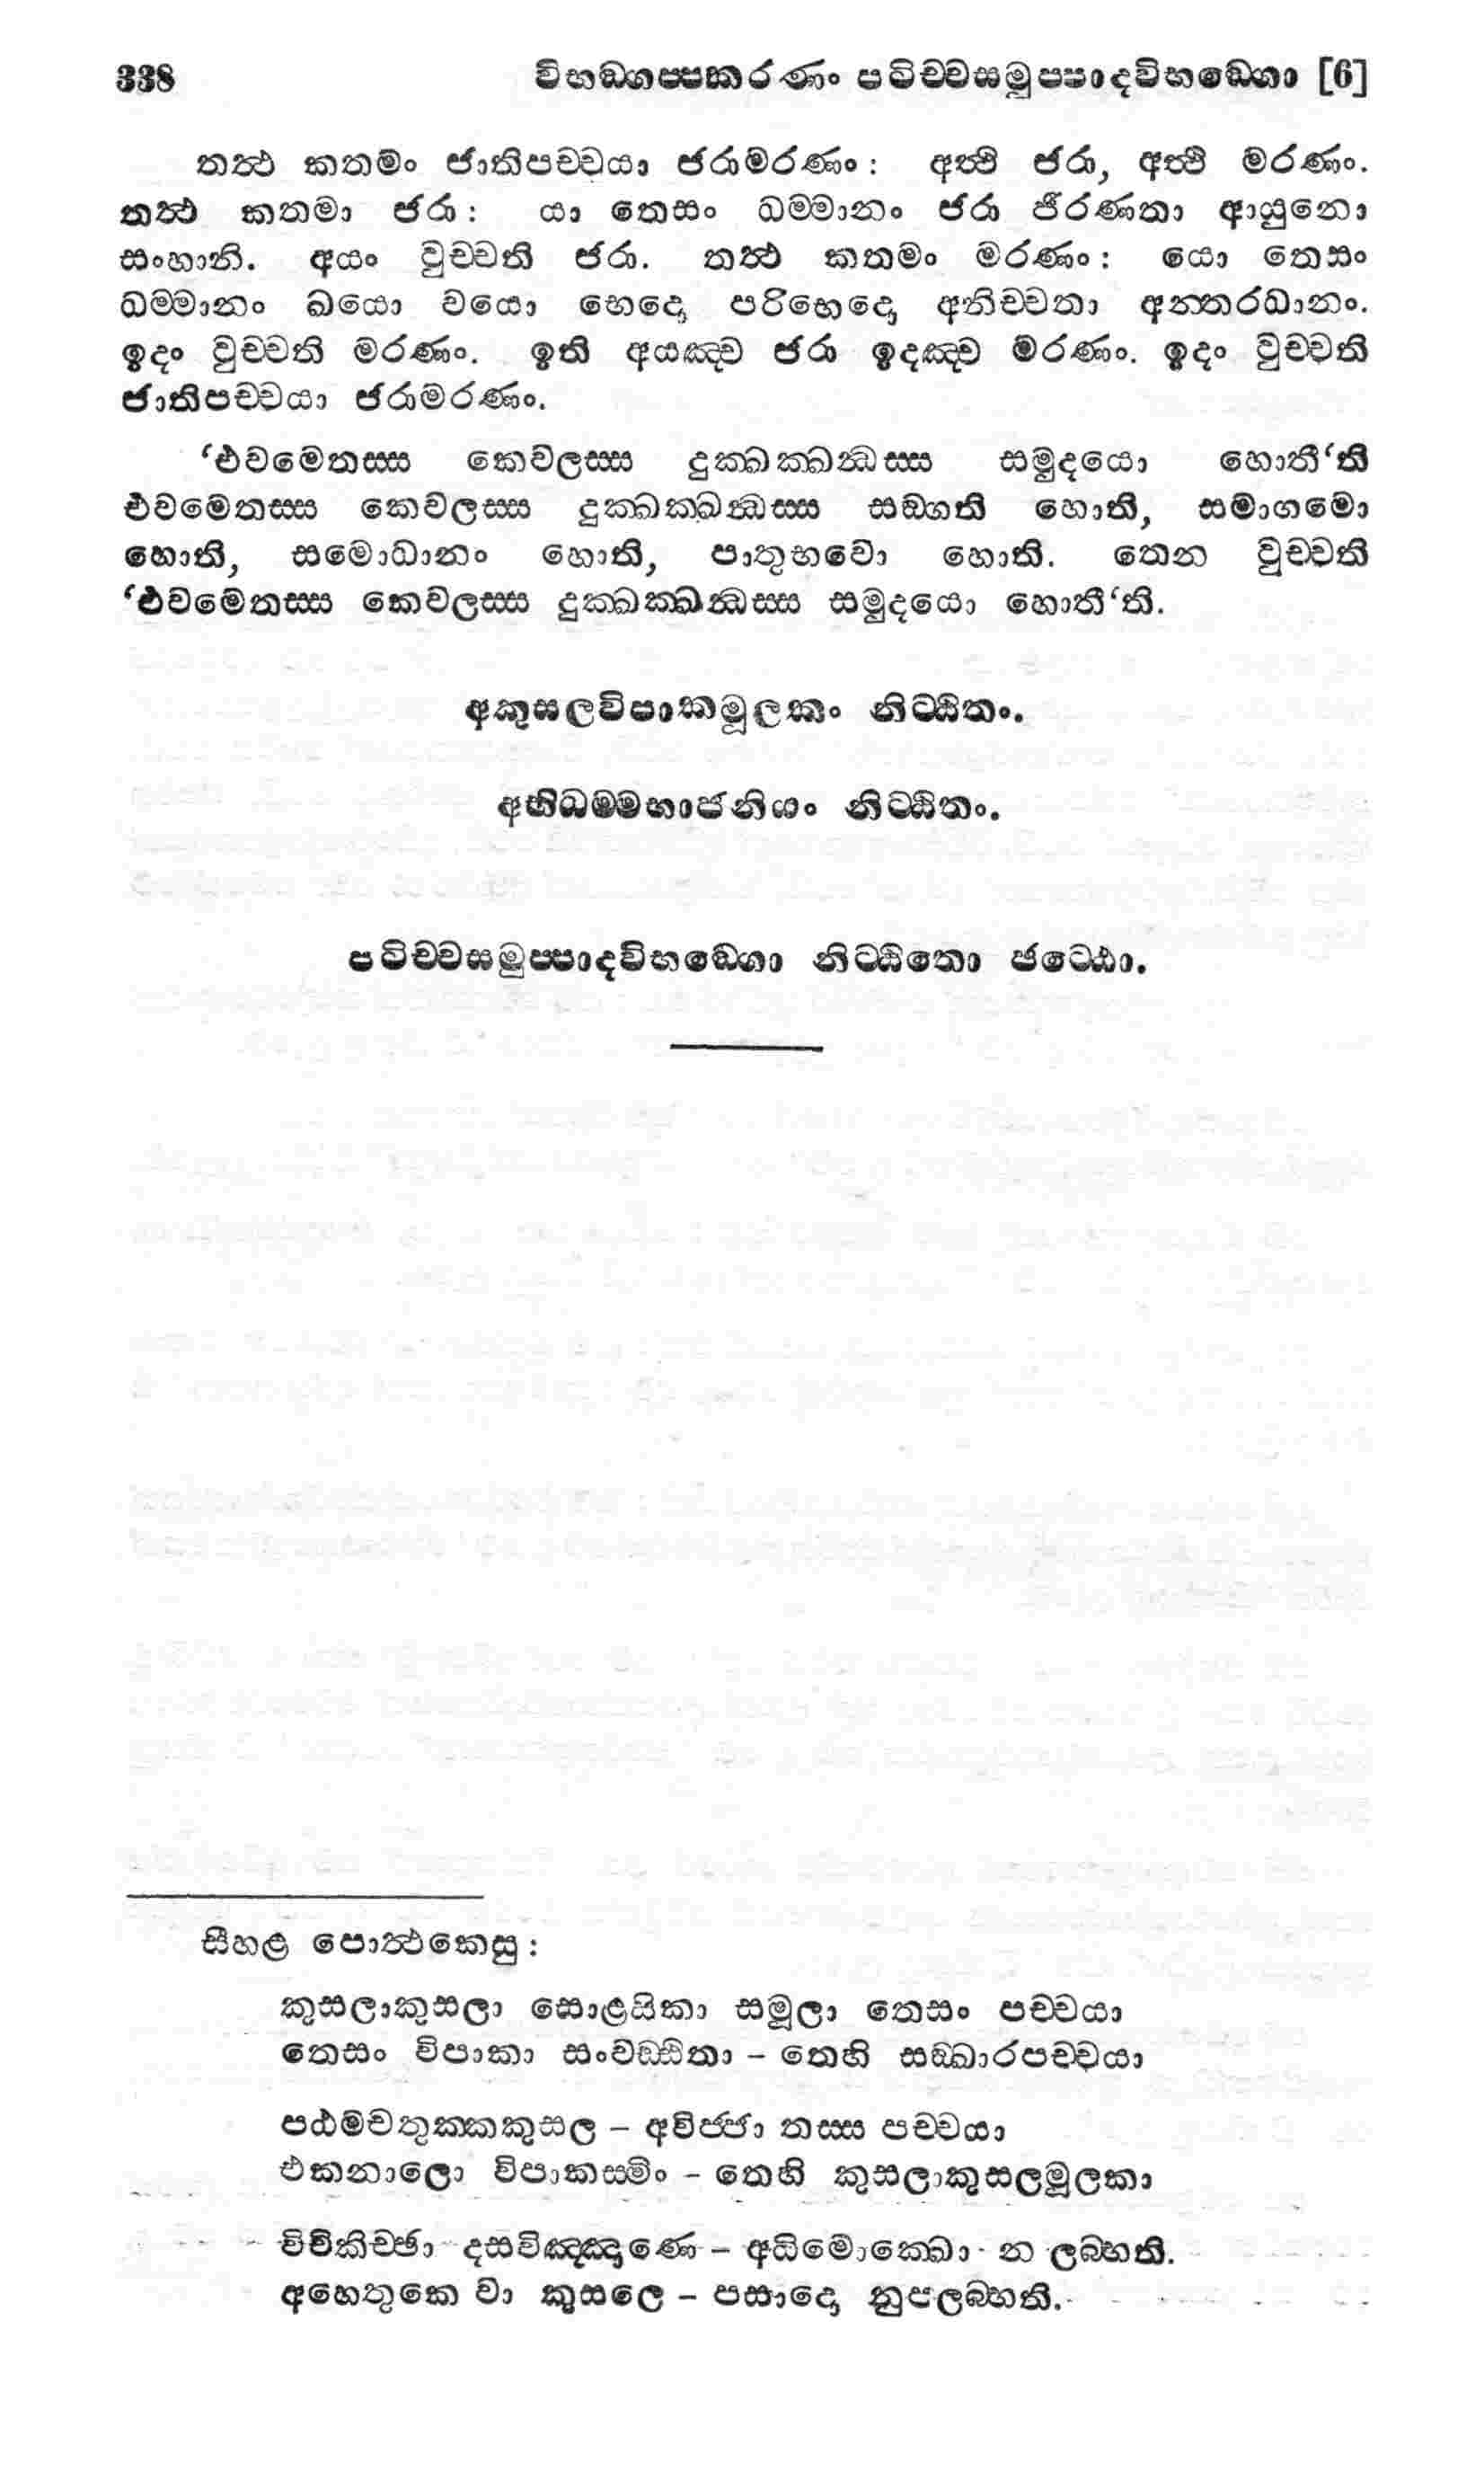 338 විභඞ්ගප්පකරණං පටිච්චසමුප්පාදවිභඞ්ගො [6]
තත්ථ කතමං ජාතිපච්චයා ජරාමරණං: අත්ථි ජරා, අත්ථි මරණං.
තත්ථ කතමා ජරා: යා තෙසං ධම්මානං ජරා ජීරණතා ආයුනො
සංහානි. අයං වුච්චති ජරා. තත්ථ කතමං මරණං: යො තෙසං
ධම්මානං ඛයො වයො භෙදො පරිභෙදො අනිච්චතා අන්තරධානං.
ඉදං වුච්චති මරණං. ඉති අයඤ්ච ජරා ඉදඤ්ච මරණං. ඉදං වුච්චති
ජාතිපච්චයා ජරාමරණං.
‘එවමෙතස්ස කෙවලස්ස දුක්ඛක්ඛන්ධස්ස සමුදයො හොතී‘ති
එවමෙතස්ස කෙවලස්ස දුක්ඛක්ඛන්ධස්ස සඞ්ගති හොති, සමාගමො
හොති, සමොධානං හොති, පාතුභවො හොති. තෙන වුච්චති
‘එවමෙතස්ස කෙවලස්ස දුක්ඛක්ඛන්ධස්ස සමුදයො හොතී‘ති.
අකුසලවිපාකමූලකං නිට්ඨිතං.
අභිධම්මභාජනියං නිට්ඨිතං.
පටිච්චසමුප්පාදවිභඞ්ගො නිට්ඨිතො ඡට්ඨො.
සීහළ පොත්ථකෙසු:
කුසලාකුසලා සොළයිකා සමූලා තෙසං පච්චයා
තෙසං විපාකා සංවඩ්ඪිතා – තෙහි සඞ්ඛාරපච්චයා
පඨමචතුක්කකුසල – අවිජ්ජා තස්ස පච්චයා
එකනාලො විපාකස්මිං – තෙහි කුසලාකුසලමූලකා
විචිකිච්ඡා දසවිඤ්ඤාණෙ – අධිමොක්ඛො න ලබ්භති.
අහෙතුකෙ වා කුසලෙ – පසාදො නුපලබ්භති.